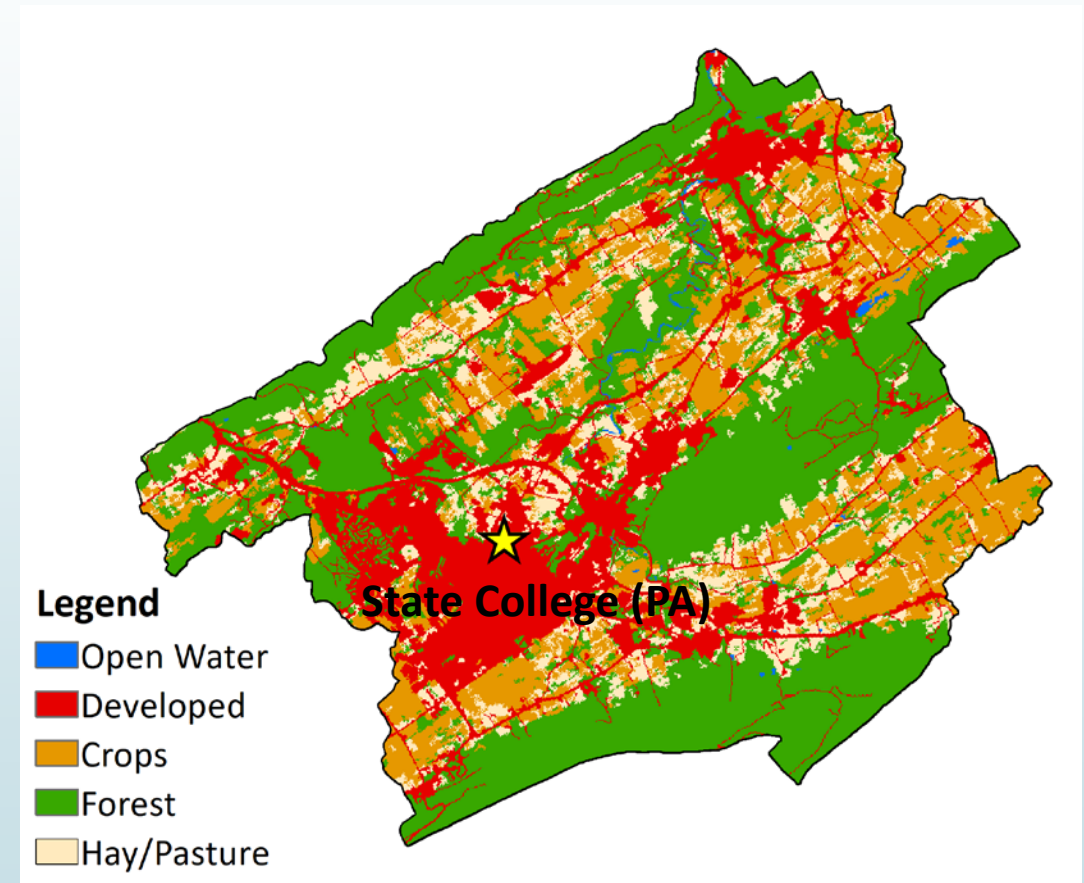 State College (PA)
Legend
Open Water
Developed
Crops
Forest
Hay/Pasture